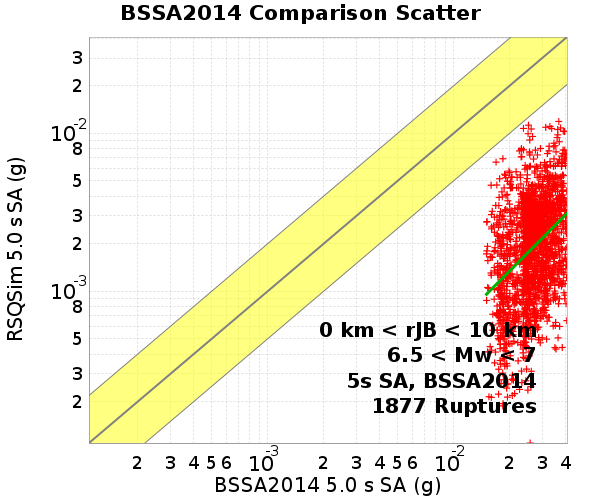 BSSA2014 Comparison Scatter
RSQSim 5.0 s SA (g)
3
2
10-2
8
5
3
2
10-3
8
5
3
2
0 km < rJB < 10 km
6.5 < Mw < 7
5s SA, BSSA2014
1877 Ruptures
2 3 4 5 6 10-3 2 3 4 5 6 10-2 2 3 4
BSSA2014 5.0 s SA (g)